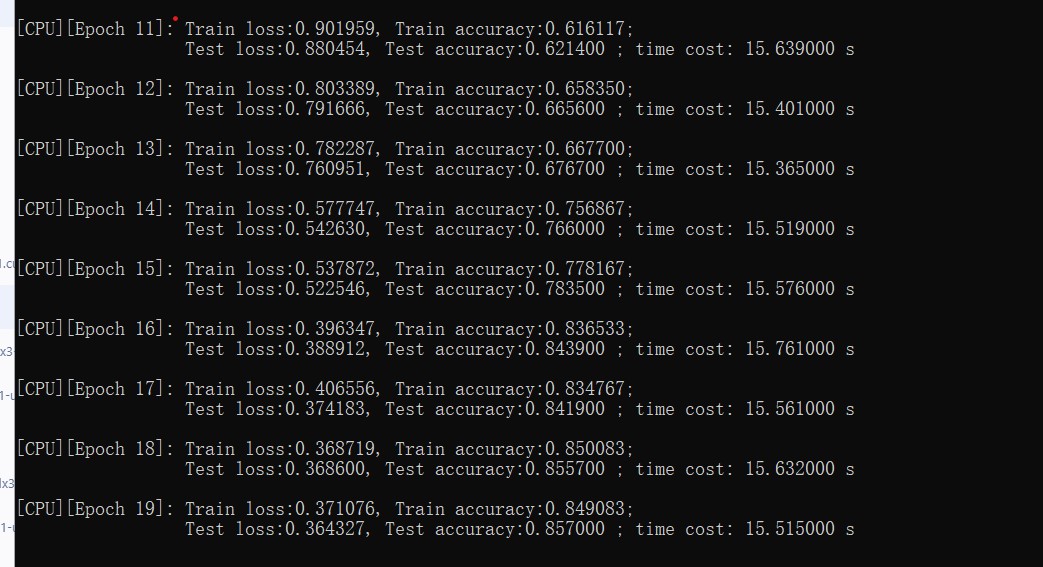 [CPU][Epoch 11]: Train loss:0.901959, Train accuracy:0.616117;
Test loss:0.880454, Test accuracy:0.621400 ; time cost: 15.639000 s
[CPU][Epoch 12]: Train loss:0.803389, Train accuracy:0.658350;
Test loss:0.791666, Test accuracy:0.665600 ; time cost: 15.401000 s
[CPU][Epoch 13]: Train loss:0.782287, Train accuracy:0.667700;
Test loss:0.760951, Test accuracy:0.676700 ; time cost: 15.365000 s
[CPU][Epoch 14]: Train loss:0.577747, Train accuracy:0.756867;
Test loss:0.542630, Test accuracy:0.766000 ; time cost: 15.519000 s
[CPU][Epoch 15]: Train loss:0.537872, Train accuracy:0.778167;
Test loss:0.522546, Test accuracy:0.783500 ; time cost: 15.576000 s
[CPU][Epoch 16]: Train loss:0.396347, Train accuracy:0.836533;
Test loss:0.388912, Test accuracy:0.843900 ; time cost: 15.761000 s
[CPU][Epoch 17]: Train loss:0.406556, Train accuracy:0.834767;
Test loss:0.374183, Test accuracy:0.841900 ; time cost: 15.561000 s
[CPU][Epoch 18]: Train loss:0.368719, Train accuracy:0.850083;
Test loss:0.368600, Test accuracy:0.855700 ; time cost: 15.632000 s
[CPU][Epoch 19]: Train loss:0.371076, Train accuracy:0.849083;
Test loss:0.364327, Test accuracy:0.857000 ; time cost: 15.515000 s